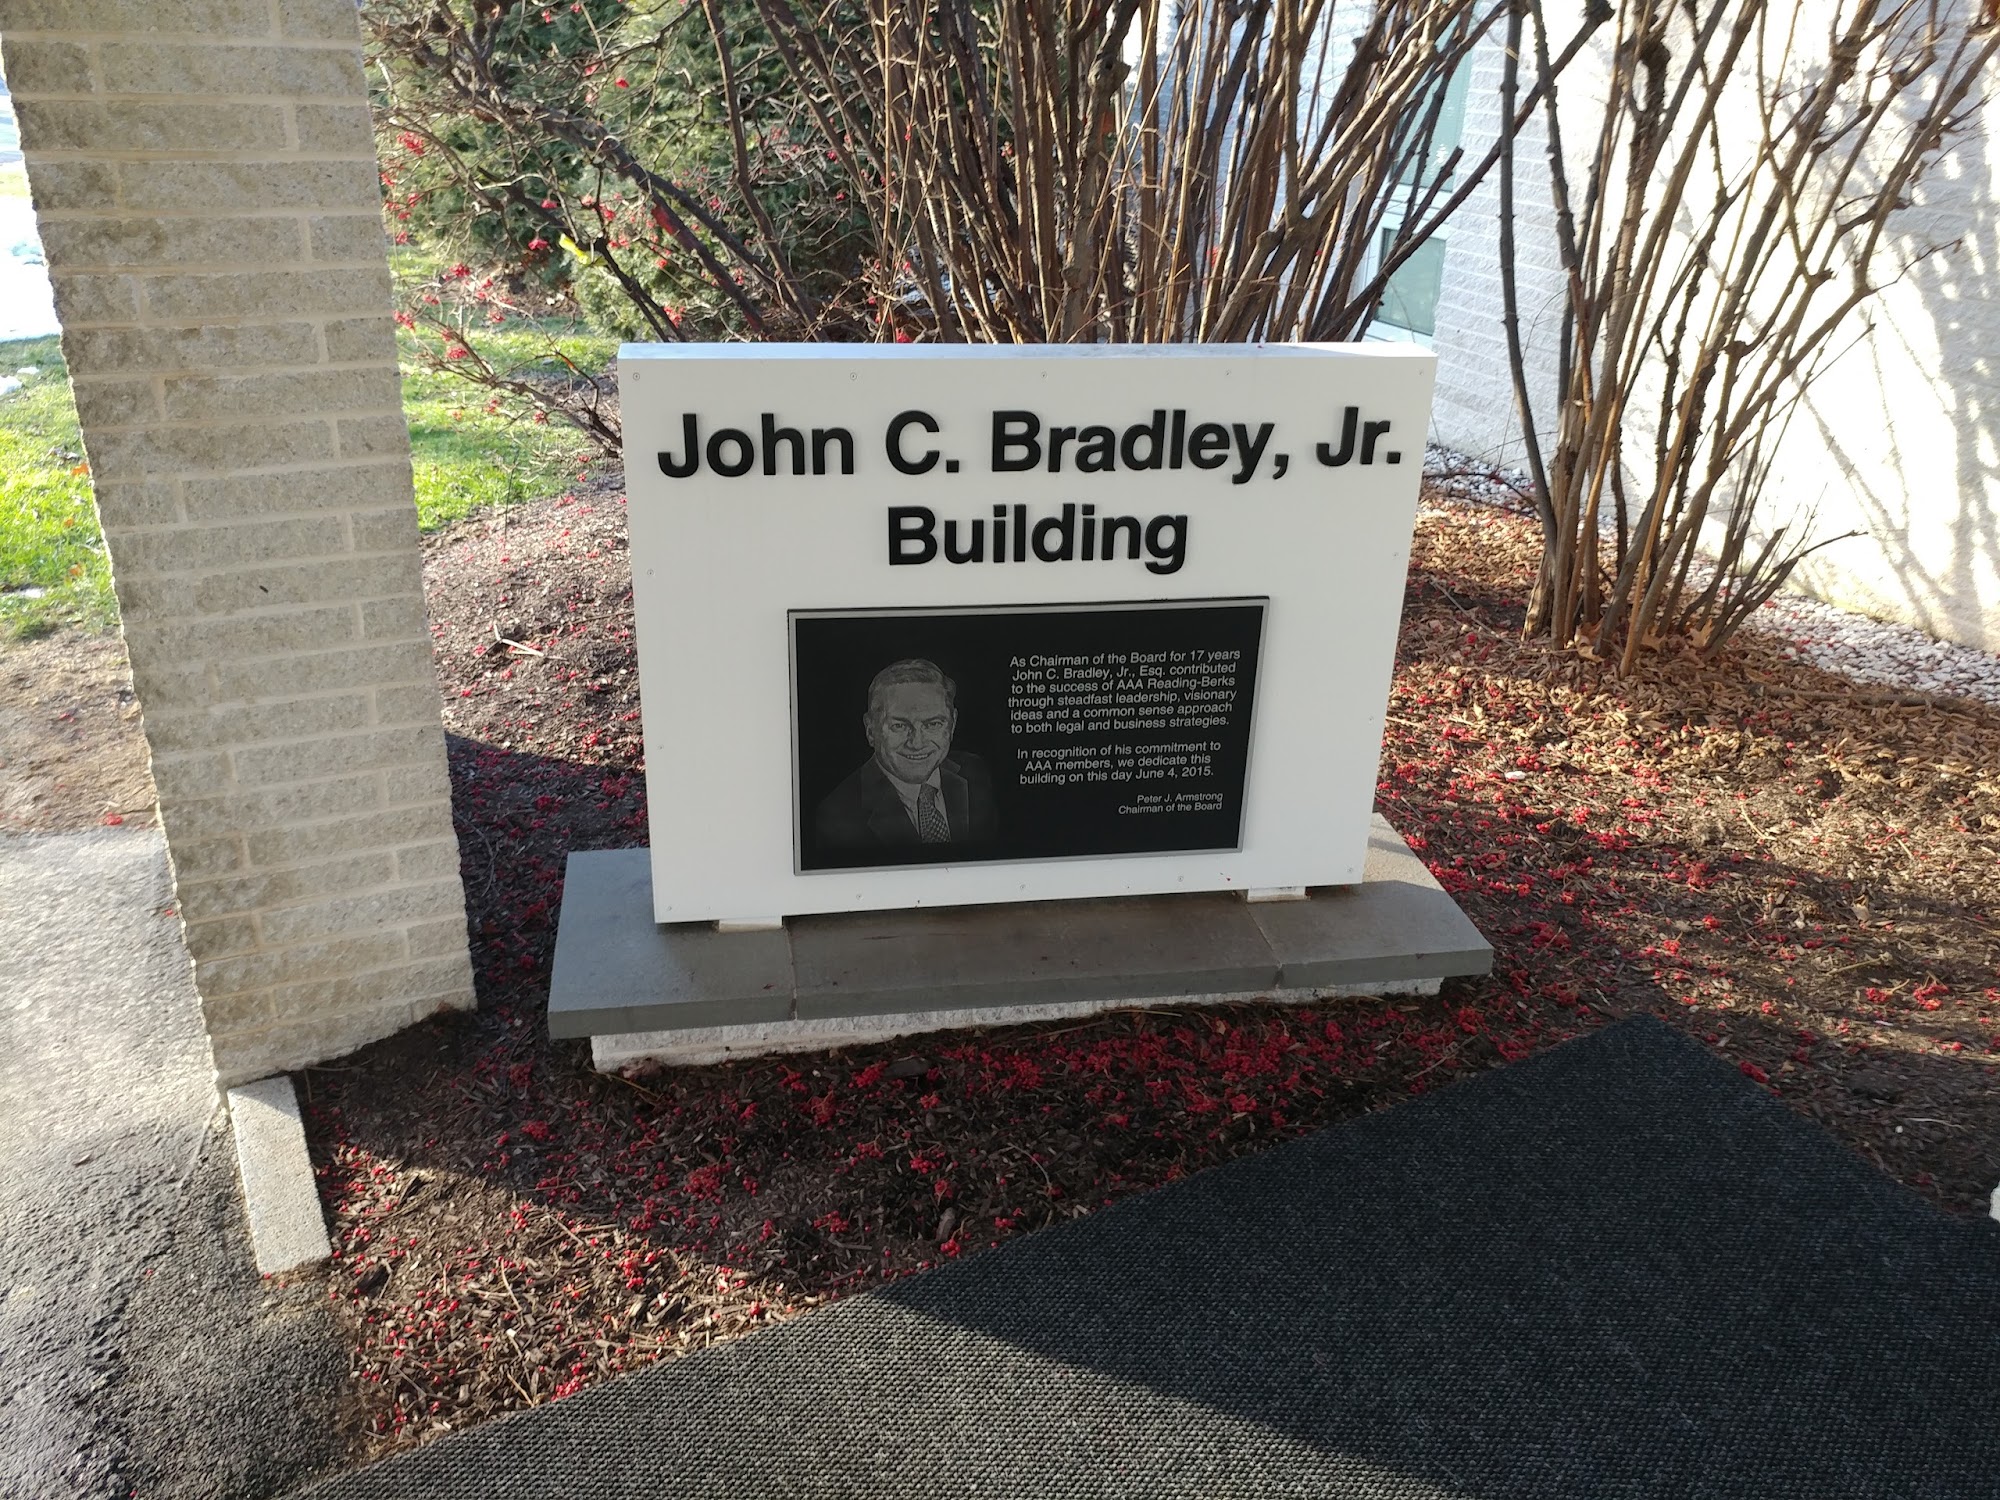 John C. Bradley, Jr.
Building
As Chairman of the Board for 17 years
John C. Bradley, Jr., Esq. contributed
to the success of AAA Reading-Berks
through steadfast leadership, visionary
ideas and a common sense approach
to both legal and business strategies.
In recognition of his commitment to
AAA members, we dedicate this
building on this day June 4, 2015.
Peter J. Armstrong
Chairman of the Board